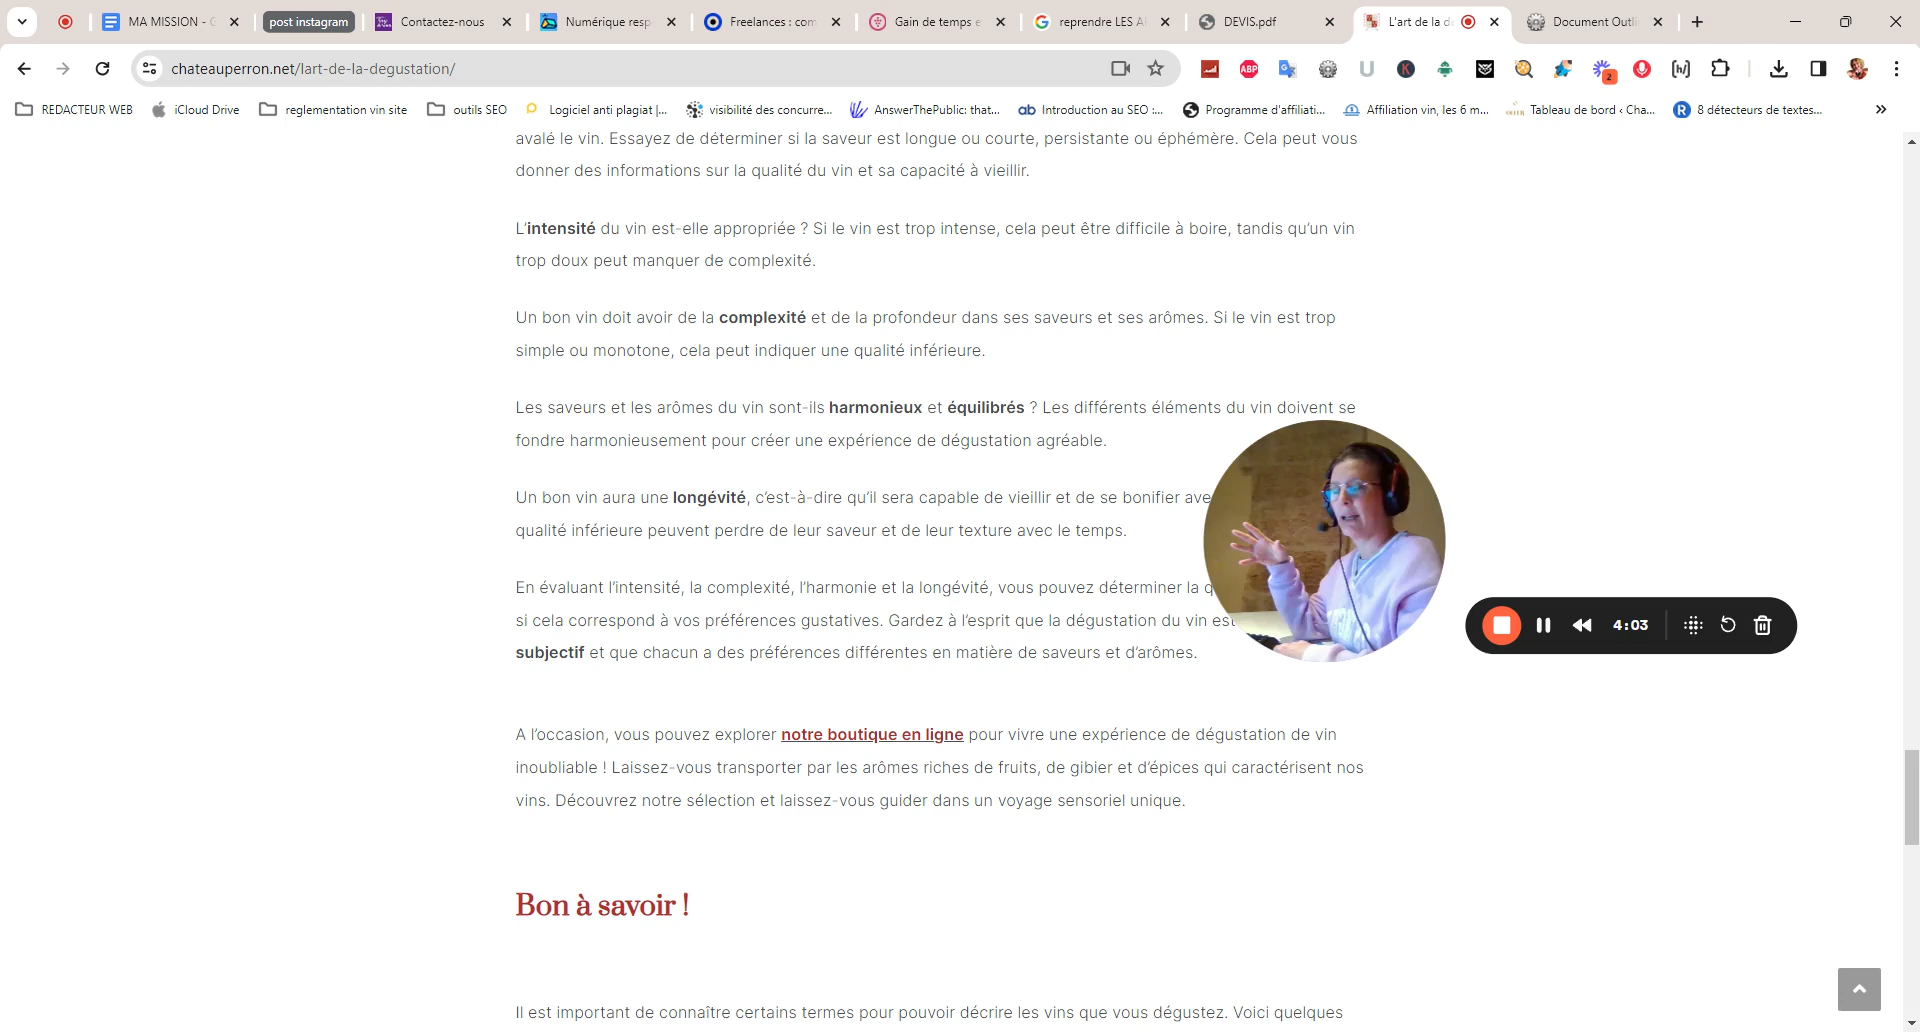 MA MISSION - G
post instagram
Contactez-nous
Numérique resp
Freelances : com
Gain de temps e
reprendre LES A
DEVIS.pdf
L'art de la d
Document Outli
chateauperron.net/lart-de-la-degustation/
ABP
2
REDACTEUR WEB
iCloud Drive
reglementation vin site
outils SEO
Logiciel anti plagiat |...
visibilité des concurre...
AnswerThePublic: that...
Introduction au SEO :...
Programme d'affiliati...
Affiliation vin, les 6 m...
Tableau de bord ‹ Cha...
8 détecteurs de textes...
avalé le vin. Essayez de déterminer si la saveur est longue ou courte, persistante ou éphémère. Cela peut vous
donner des informations sur la qualité du vin et sa capacité à vieillir.
L'intensité du vin est-elle appropriée ? Si le vin est trop intense, cela peut être difficile à boire, tandis qu'un vin
trop doux peut manquer de complexité.
Un bon vin doit avoir de la complexité et de la profondeur dans ses saveurs et ses arômes. Si le vin est trop
simple ou monotone, cela peut indiquer une qualité inférieure.
Les saveurs et les arômes du vin sont-ils harmonieux et équilibrés ? Les différents éléments du vin doivent se
fondre harmonieusement pour créer une expérience de dégustation agréable.
Un bon vin aura une longévité, c'est-à-dire qu'il sera capable de vieillir et de se bonifier ave
qualité inférieure peuvent perdre de leur saveur et de leur texture avec le temps.
En évaluant l'intensité, la complexité, l'harmonie et la longévité, vous pouvez déterminer la q
si cela correspond à vos préférences gustatives. Gardez à l'esprit que la dégustation du vin est
subjectif et que chacun a des préférences différentes en matière de saveurs et d'arômes.
4:03
A l'occasion, vous pouvez explorer notre boutique en ligne pour vivre une expérience de dégustation de vin
inoubliable ! Laissez-vous transporter par les arômes riches de fruits, de gibier et d'épices qui caractérisent nos
vins. Découvrez notre sélection et laissez-vous guider dans un voyage sensoriel unique.
Bon à savoir !
Il est important de connaître certains termes pour pouvoir décrire les vins que vous dégustez. Voici quelques